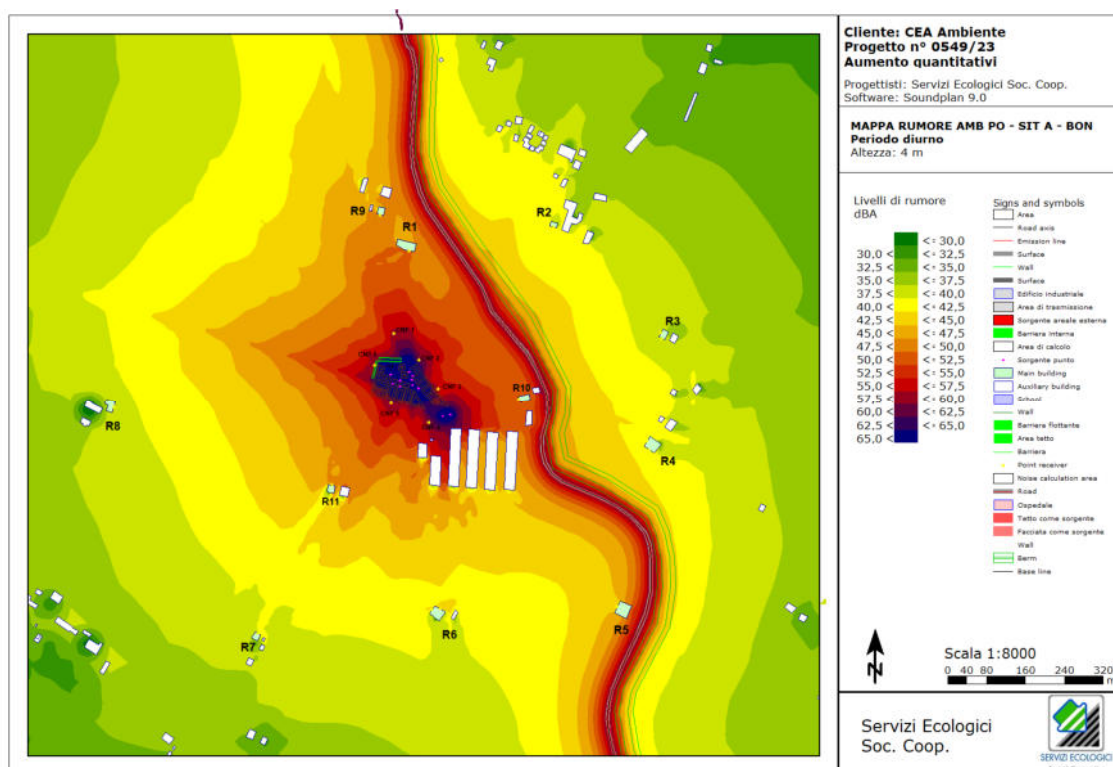 Cliente: CEA Ambiente
Progetto n° 0549/23
Aumento quantitativi
Progettisti: Servizi Ecologici Soc. Coop.
Software: Soundplan 9.0
MAPPA RUMORE AMB PO - SIT A - BON
Periodo diurno
Altezza: 4 m
Livelli di rumore
dBA
<= 30,0
30,0 < <= 32,5
32,5 < <= 35,0
35,0 < <= 37,5
37,5 < <= 40,0
40,0 < <= 42,5
42,5 < <= 45,0
45,0 < <= 47,5
47,5 < <= 50,0
50,0 < <= 52,5
52,5 < <= 55,0
55,0 < <= 57,5
57,5 < <= 60,0
60,0 < <= 62,5
62,5 < <= 65,0
65,0 <
Signs and symbols
Area
Road axis
Emission line
Surface
Wall
Surface
Edificio industriale
Area di trasmissione
Sorgente areale esterna
Barriera interna
Area di calcolo
Sorgente punto
Main building
Auxiliary building
School
Wall
Barriera flottante
Area tetto
Barriera
Point receiver
Noise calculation area
Road
Ospedale
Tetto come sorgente
Facciata come sorgente
Wall
Berm
Base line
N
Scala 1:8000
0 40 80 160 240 320
m
Servizi Ecologici
Soc. Coop.
SERVIZI ECOLOGICI
R9
R1
R2
R3
R10
R8
R4
R11
R5
R6
R7